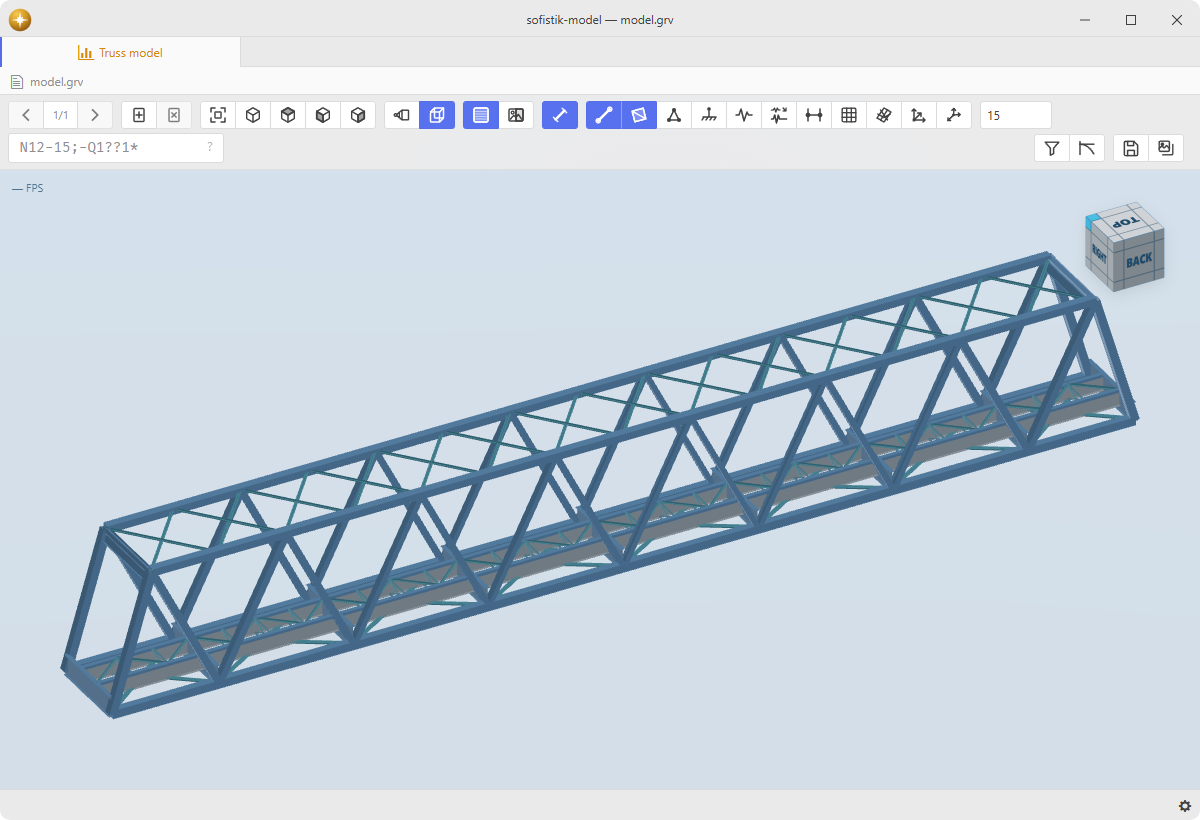 sofistik-model — model.grv
Truss model
model.grv
1/1
15
N12-15;-Q1??1*
?
— FPS
TOP
RIGHT
BACK